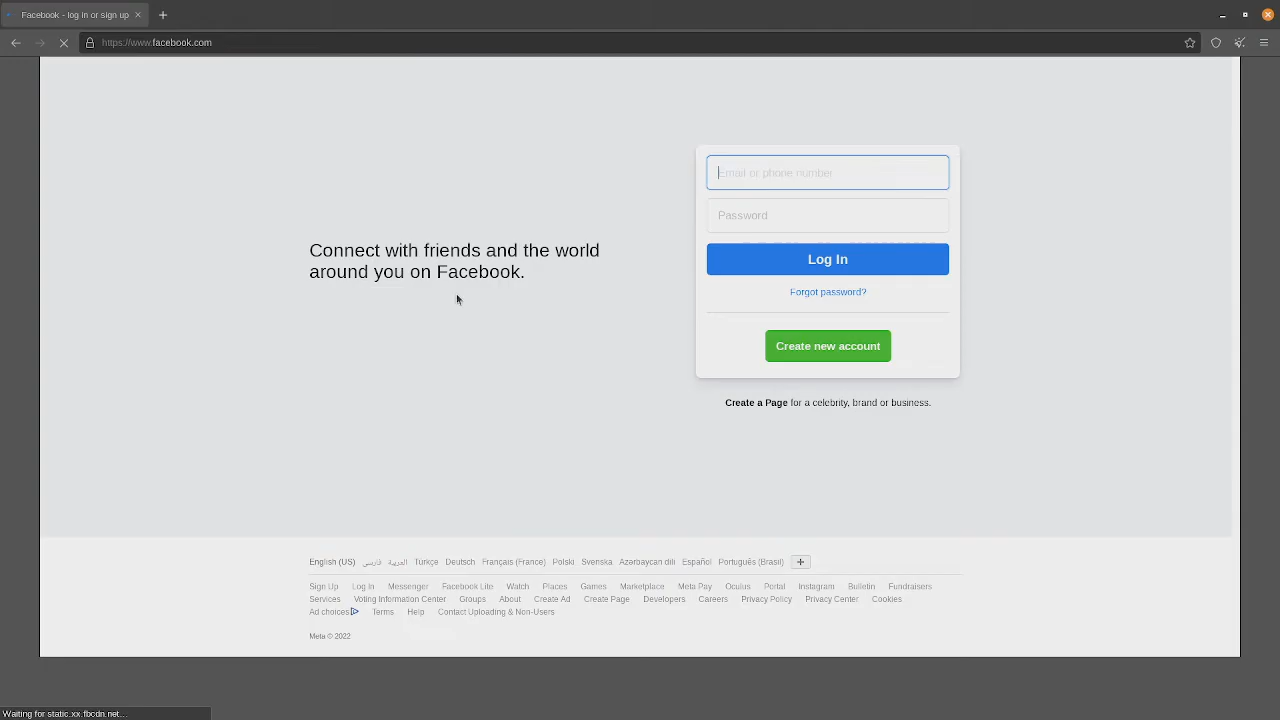 Facebook - log in or sign up
https://www.facebook.com
Email or phone number
Password
Connect with friends and the world
around you on Facebook.
Log In
Forgot password?
Create new account
Create a Page for a celebrity, brand or business.
English (US) فارسی العربية Türkçe Deutsch Français (France) Polski Svenska Azərbaycan dili Español Português (Brasil)
Sign Up Log In Messenger Facebook Lite Watch Places Games Marketplace Meta Pay Oculus Portal Instagram Bulletin Fundraisers
Services Voting Information Center Groups About Create Ad Create Page Developers Careers Privacy Policy Privacy Center Cookies
Ad choices Terms Help Contact Uploading & Non-Users
Meta © 2022
Waiting for static.xx.fbcdn.net...